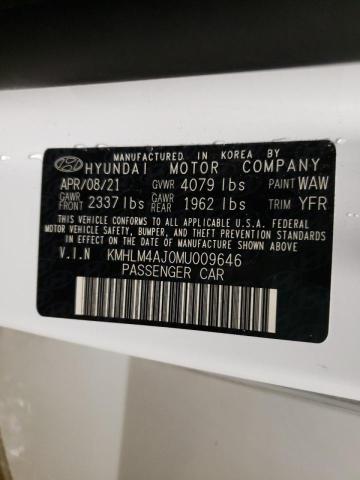 MANUFACTURED IN KOREA BY
HYUNDAI MOTOR COMPANY
APR/08/21 GVWR 4079 lbs PAINT WAW
GAWR FRONT 2337 lbs GAWR REAR 1962 lbs TRIM YFR
THIS VEHICLE CONFORMS TO ALL APPLICABLE U.S.A. FEDERAL
MOTOR VEHICLE SAFETY, BUMPER, AND THEFT PREVENTION
STANDARDS IN EFFECT ON THE DATE OF MANUFACTURE SHOWN ABOVE.
V.I.N KMHLM4AJ0MU009646
PASSENGER CAR